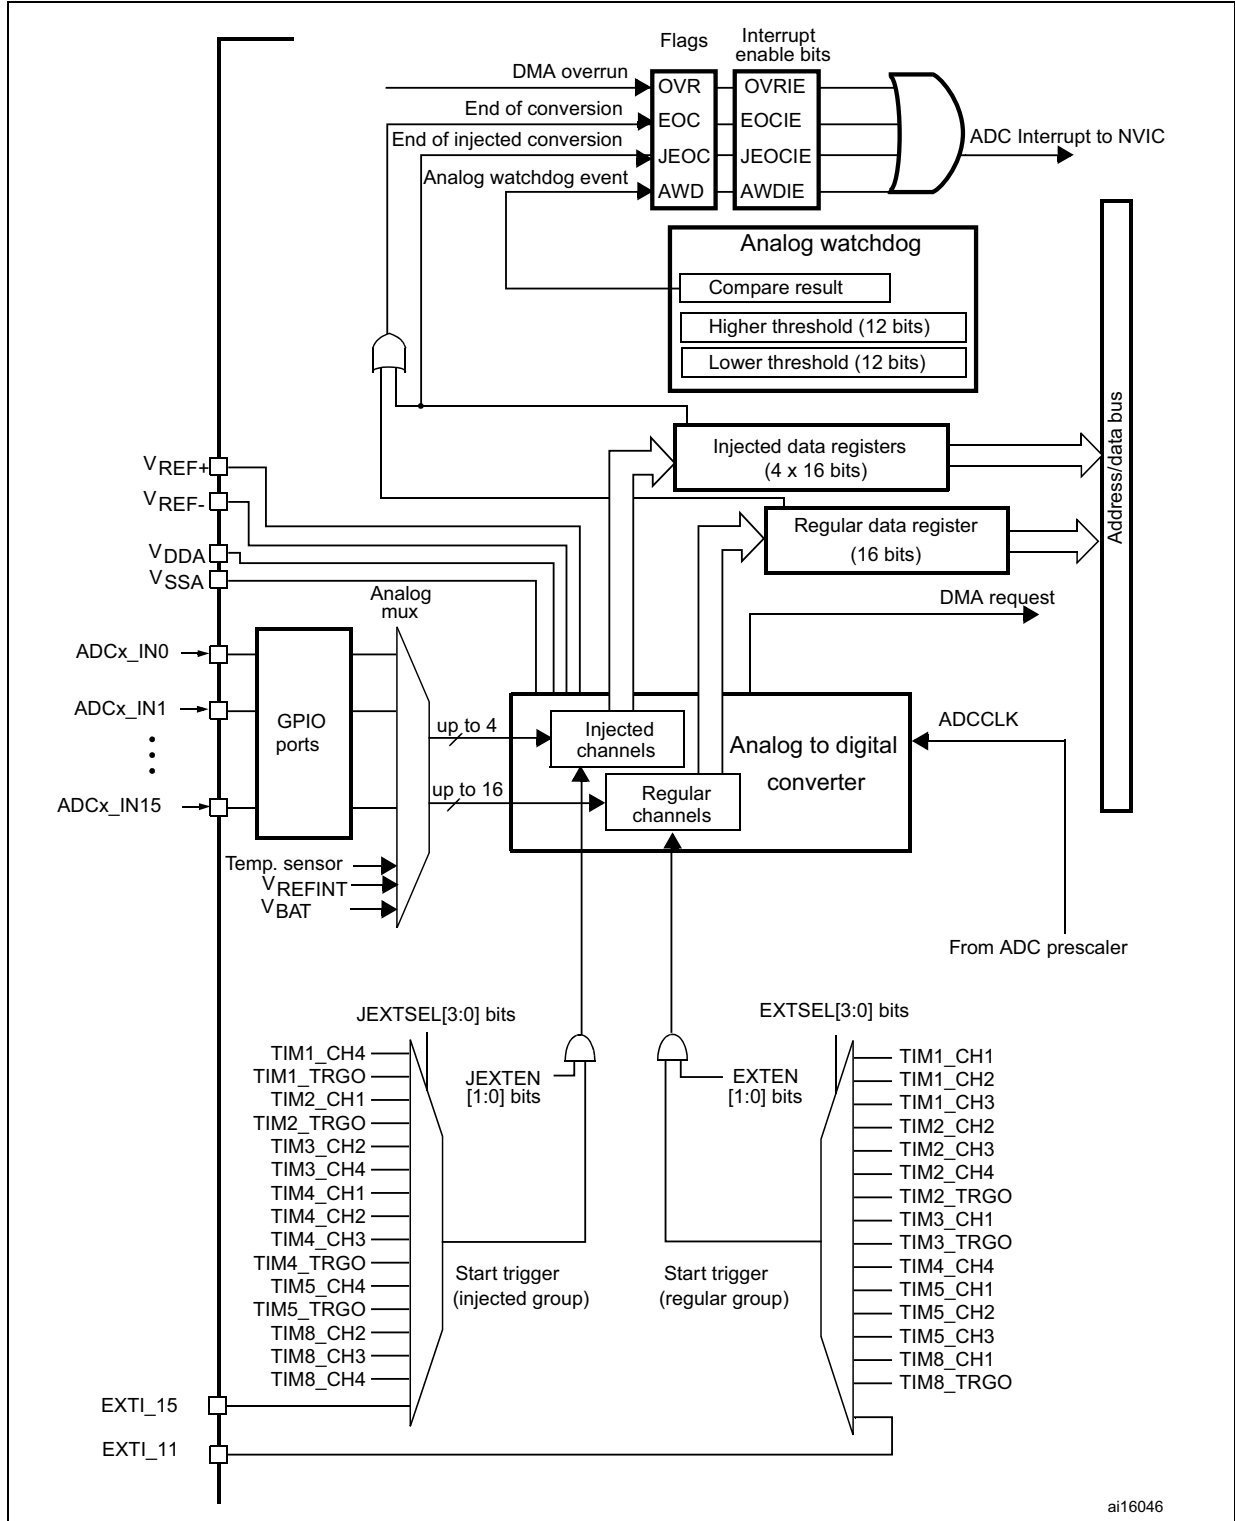 Flags
Interrupt
enable bits
DMA overrun
OVR
OVRIE
End of conversion
EOC
EOCIE
End of injected conversion
JEOC
JEOCIE
ADC Interrupt to NVIC
Analog watchdog event
AWD
AWDIE
Analog watchdog
Compare result
Higher threshold (12 bits)
Lower threshold (12 bits)
Address/data bus
Injected data registers
(4 x 16 bits)
Regular data register
(16 bits)
DMA request
VREF+
VREF-
VDDA
VSSA
Analog
mux
ADCx_IN0
ADCx_IN1
ADCx_IN15
GPIO
ports
up to 4
up to 16
Injected
channels
Regular
channels
Analog to digital
converter
ADCCLK
Temp. sensor
VREFINT
VBAT
From ADC prescaler
JEXTSEL[3:0] bits
EXTSEL[3:0] bits
TIM1_CH4
TIM1_TRGO
TIM2_CH1
TIM2_TRGO
TIM3_CH2
TIM3_CH4
TIM4_CH1
TIM4_CH2
TIM4_CH3
TIM4_TRGO
TIM5_CH4
TIM5_TRGO
TIM8_CH2
TIM8_CH3
TIM8_CH4
JEXTEN
[1:0] bits
EXTEN
[1:0] bits
Start trigger
(injected group)
Start trigger
(regular group)
TIM1_CH1
TIM1_CH2
TIM1_CH3
TIM2_CH2
TIM2_CH3
TIM2_CH4
TIM2_TRGO
TIM3_CH1
TIM3_TRGO
TIM4_CH4
TIM5_CH1
TIM5_CH2
TIM5_CH3
TIM8_CH1
TIM8_TRGO
EXTI_15
EXTI_11
ai16046